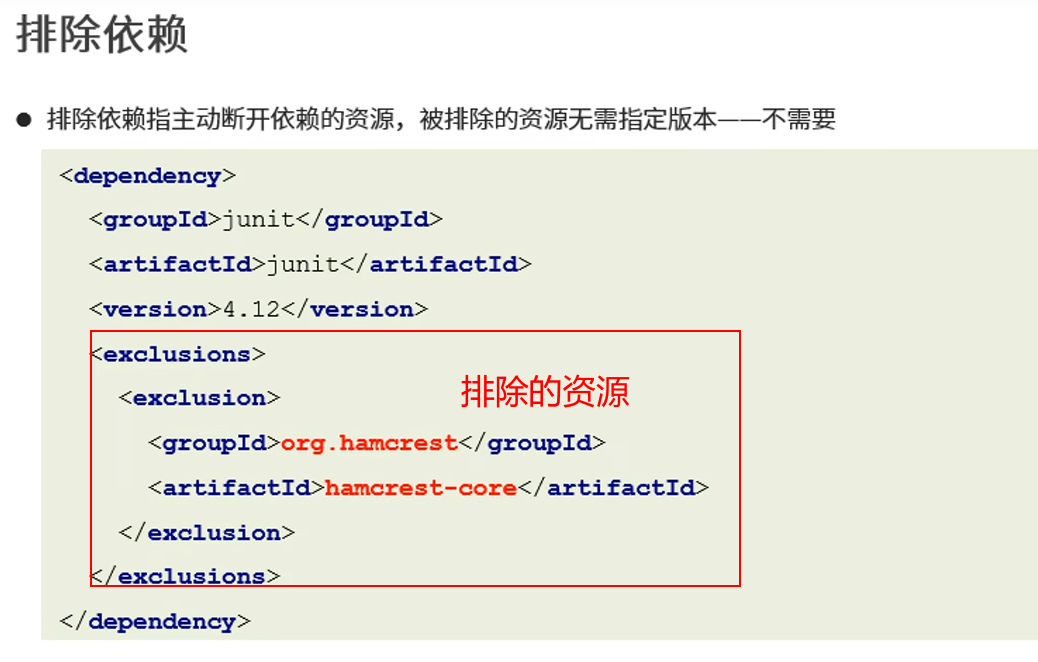 排除依赖
● 排除依赖指主动断开依赖的资源，被排除的资源无需指定版本——不需要
<dependency>
<groupId>junit</groupId>
<artifactId>junit</artifactId>
<version>4.12</version>
<exclusions>
<exclusion>
排除的资源
<groupId>org.hamcrest</groupId>
<artifactId>hamcrest-core</artifactId>
</exclusion>
</exclusions>
</dependency>